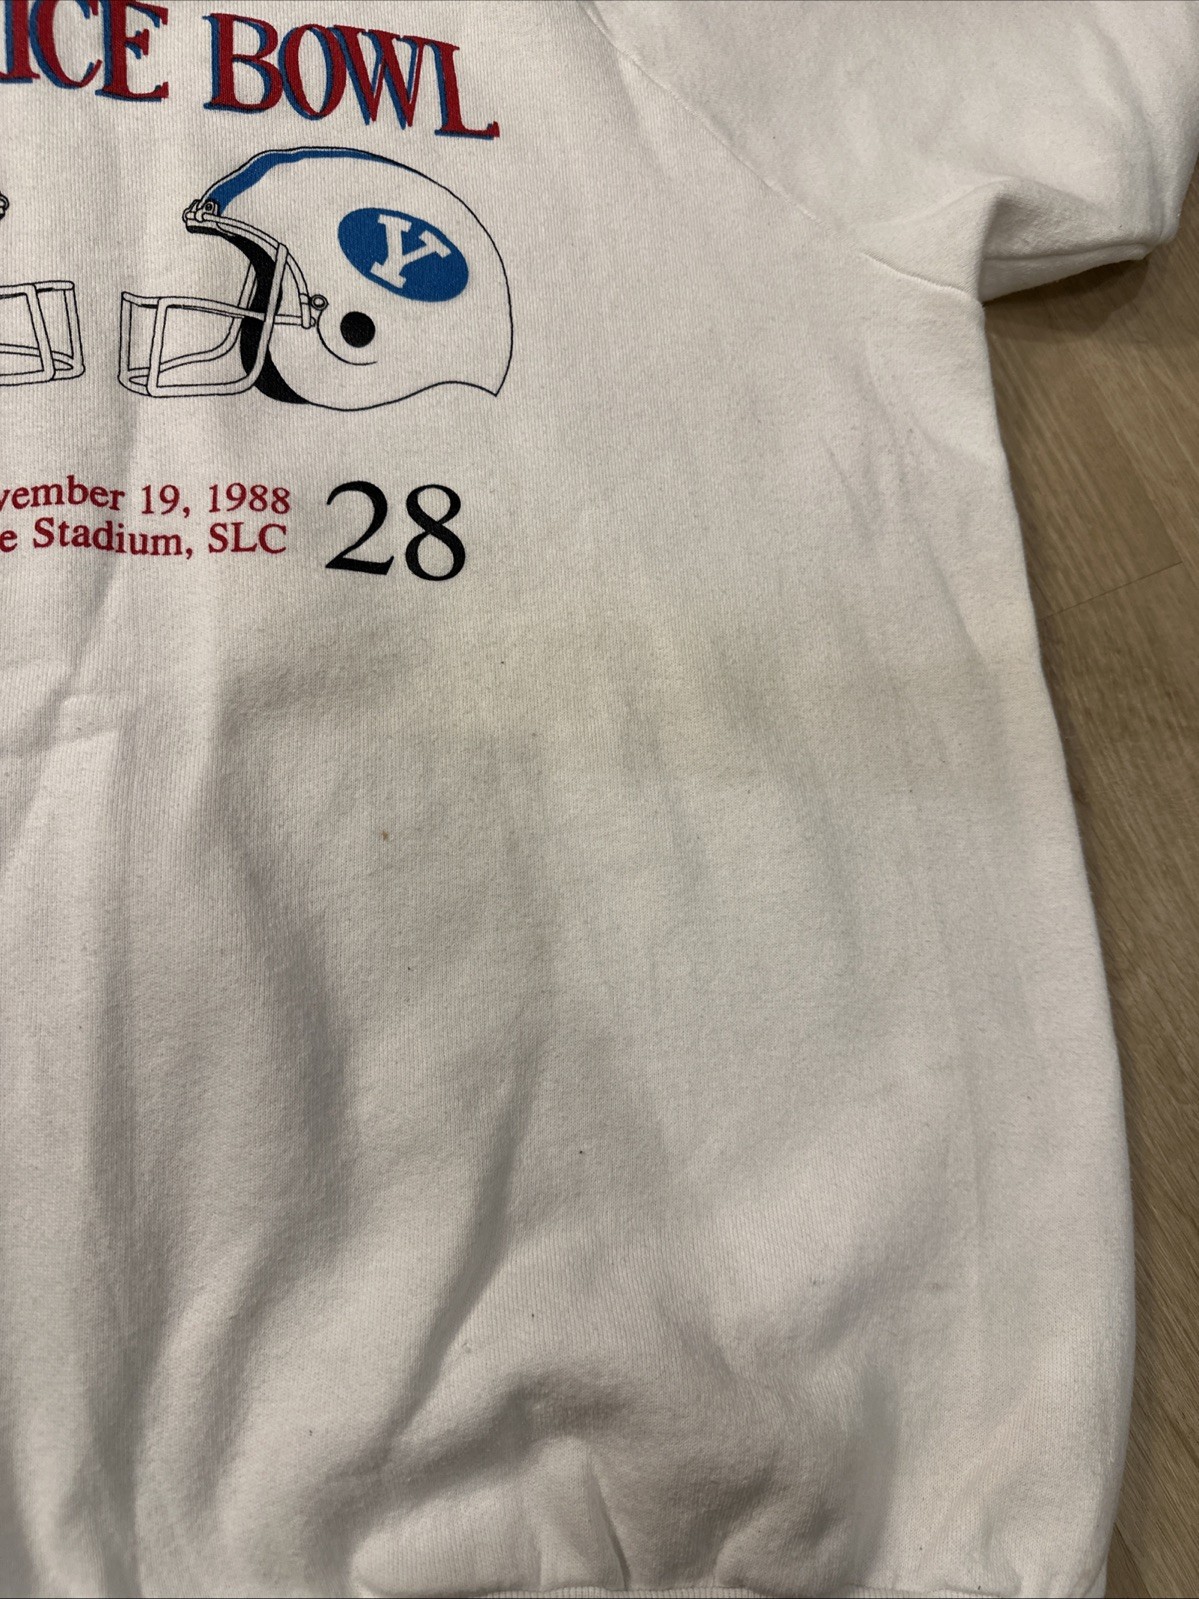 ICE BOWL
Y
vember 19, 1988
e Stadium, SLC
28